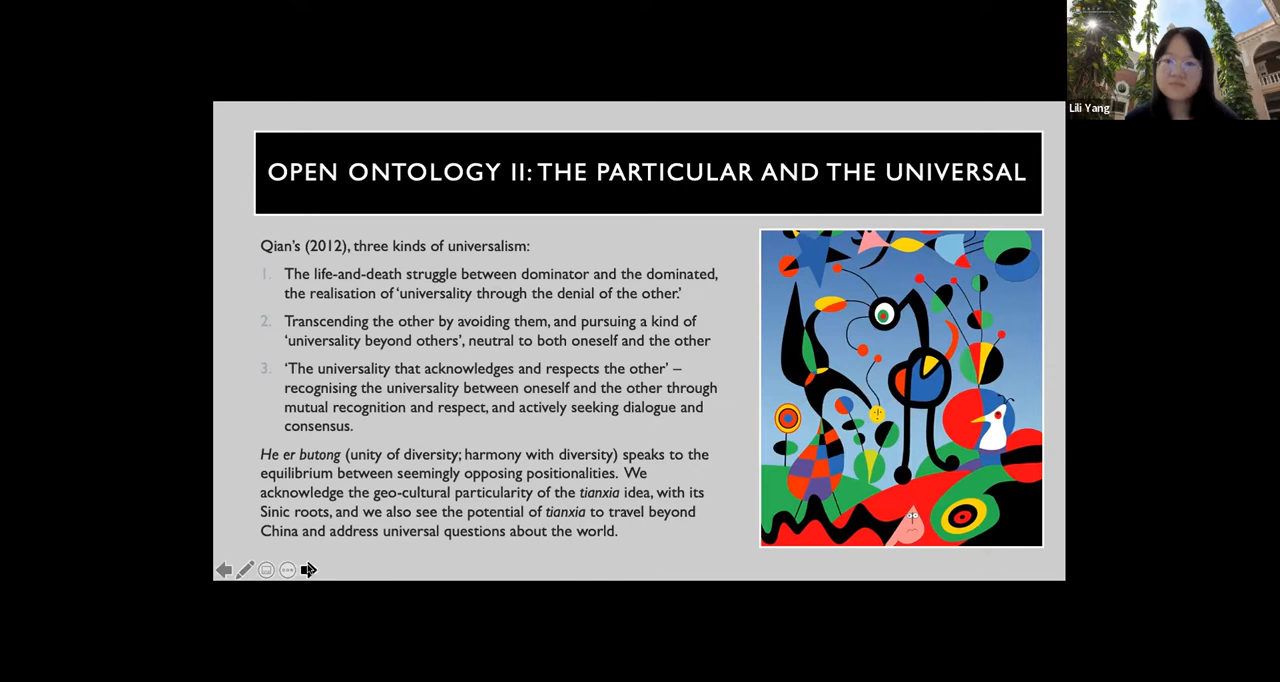 Lili Yang
OPEN ONTOLOGY II: THE PARTICULAR AND THE UNIVERSAL
Qian's (2012), three kinds of universalism:
1. The life-and-death struggle between dominator and the dominated,
the realisation of 'universality through the denial of the other.'
2. Transcending the other by avoiding them, and pursuing a kind of
'universality beyond others', neutral to both oneself and the other
3. 'The universality that acknowledges and respects the other' –
recognising the universality between oneself and the other through
mutual recognition and respect, and actively seeking dialogue and
consensus.
He er butong (unity of diversity; harmony with diversity) speaks to the
equilibrium between seemingly opposing positionalities. We
acknowledge the geo-cultural particularity of the tianxia idea, with its
Sinic roots, and we also see the potential of tianxia to travel beyond
China and address universal questions about the world.